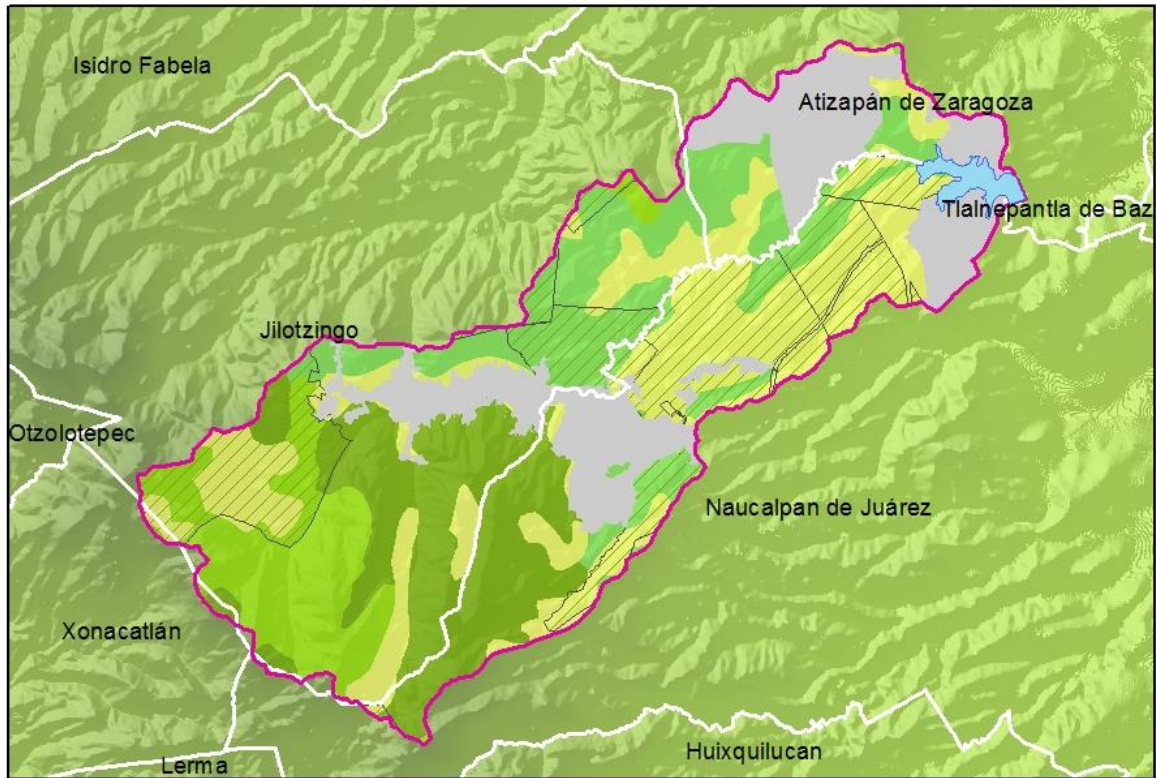 Isidro Fabela
Atizapán de Zaragoza
Tlalnepantla de Baz
Jilotzingo
Otzolotepec
Naucalpan de Juárez
Xonacatlán
Huixquilucan
Lerma